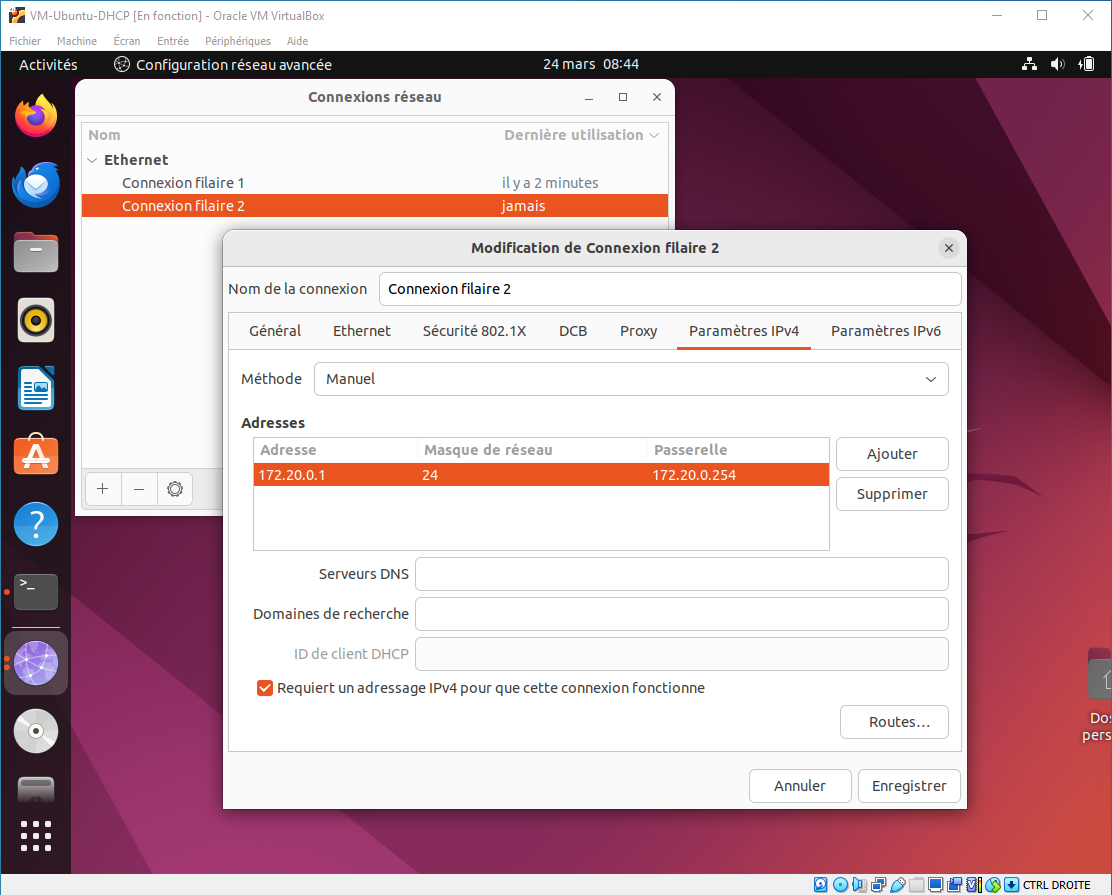 VM-Ubuntu-DHCP [En fonction] - Oracle VM VirtualBox
Fichier Machine Écran Entrée Périphériques Aide
Activités Configuration réseau avancée 24 mars 08:44
Connexions réseau
Nom Dernière utilisation
Ethernet
Connexion filaire 1 il y a 2 minutes
Connexion filaire 2 jamais
Modification de Connexion filaire 2
Nom de la connexion Connexion filaire 2
Général Ethernet Sécurité 802.1X DCB Proxy Paramètres IPv4 Paramètres IPv6
Méthode Manuel
Adresses
Adresse Masque de réseau Passerelle
172.20.0.1 24 172.20.0.254
Ajouter
Supprimer
Serveurs DNS
Domaines de recherche
ID de client DHCP
Requiert un adressage IPv4 pour que cette connexion fonctionne
Routes…
Annuler Enregistrer
Dos
pers
CTRL DROITE